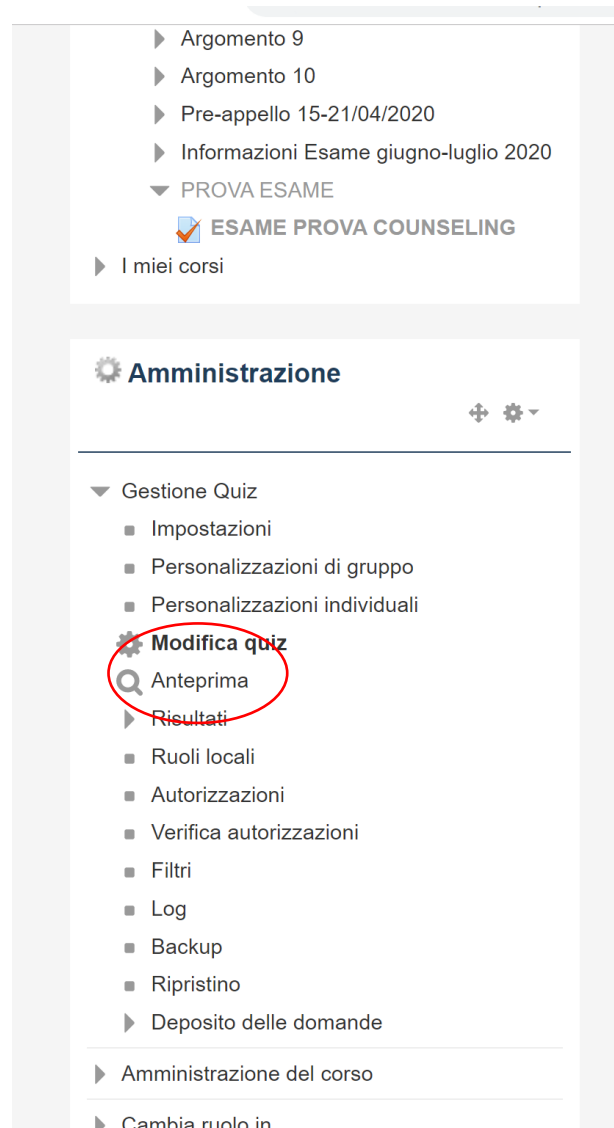 Argomento 9
Argomento 10
Pre-appello 15-21/04/2020
Informazioni Esame giugno-luglio 2020
PROVA ESAME
ESAME PROVA COUNSELING
I miei corsi
Amministrazione
Gestione Quiz
Impostazioni
Personalizzazioni di gruppo
Personalizzazioni individuali
Modifica quiz
Anteprima
Risultati
Ruoli locali
Autorizzazioni
Verifica autorizzazioni
Filtri
Log
Backup
Ripristino
Deposito delle domande
Amministrazione del corso
Cambia ruolo in